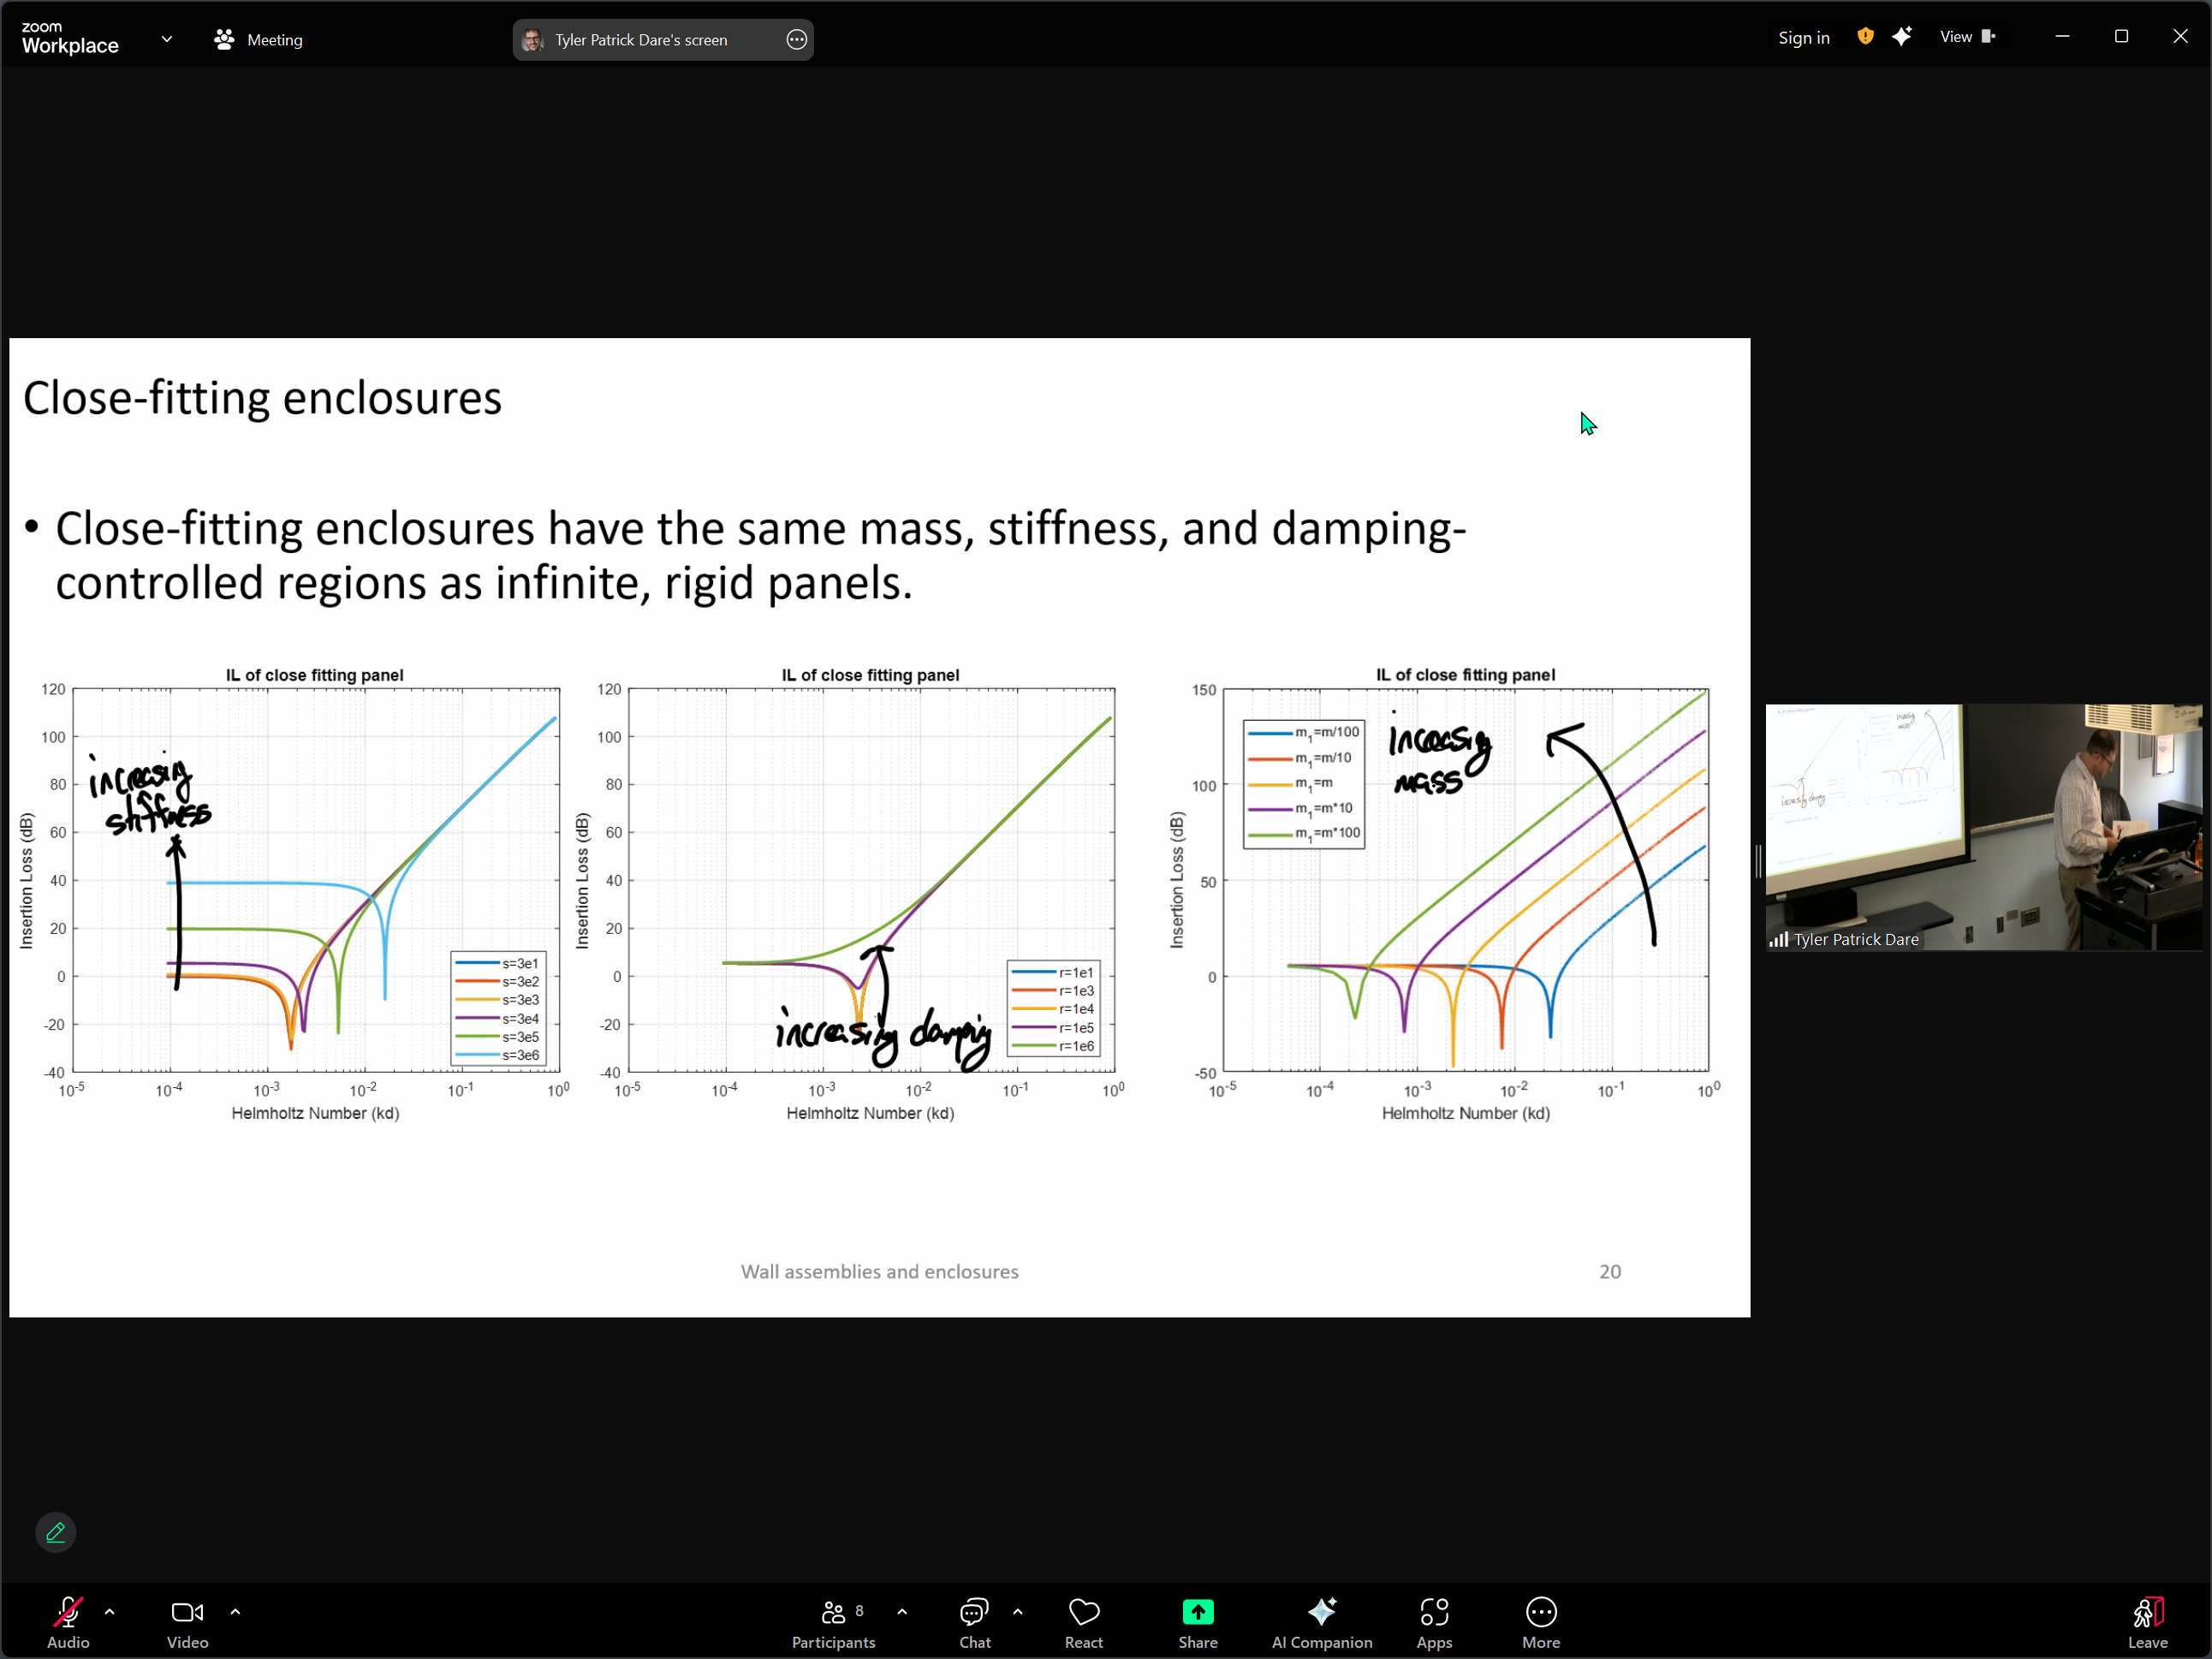 zoom
Workplace
Meeting
Tyler Patrick Dare's screen
Sign in
View
Close-fitting enclosures
• Close-fitting enclosures have the same mass, stiffness, and damping-
controlled regions as infinite, rigid panels.
IL of close fitting panel
120
100
80
60
40
20
0
-20
-40
Insertion Loss (dB)
increasing
stiffness
s=3e1
s=3e2
s=3e3
s=3e4
s=3e5
s=3e6
10^-5 10^-4 10^-3 10^-2 10^-1 10^0
Helmholtz Number (kd)
IL of close fitting panel
120
100
80
60
40
20
0
-20
-40
Insertion Loss (dB)
increasing damping
r=1e1
r=1e3
r=1e4
r=1e5
r=1e6
10^-5 10^-4 10^-3 10^-2 10^-1 10^0
Helmholtz Number (kd)
IL of close fitting panel
150
100
50
0
-50
Insertion Loss (dB)
m_1=m/100
m_1=m/10
m_1=m
m_1=m*10
m_1=m*100
increasing
mass
10^-5 10^-4 10^-3 10^-2 10^-1 10^0
Helmholtz Number (kd)
Wall assemblies and enclosures
20
Tyler Patrick Dare
Audio
Video
8
Participants
Chat
React
Share
AI Companion
Apps
More
Leave